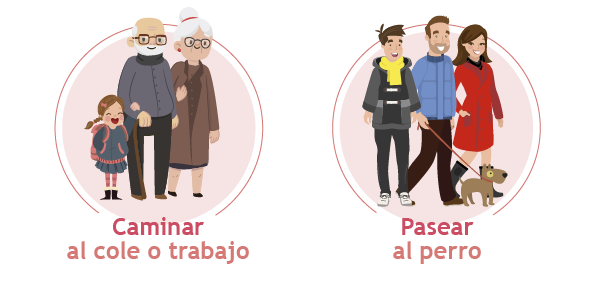 Caminar
al cole o trabajo
Pasear
al perro